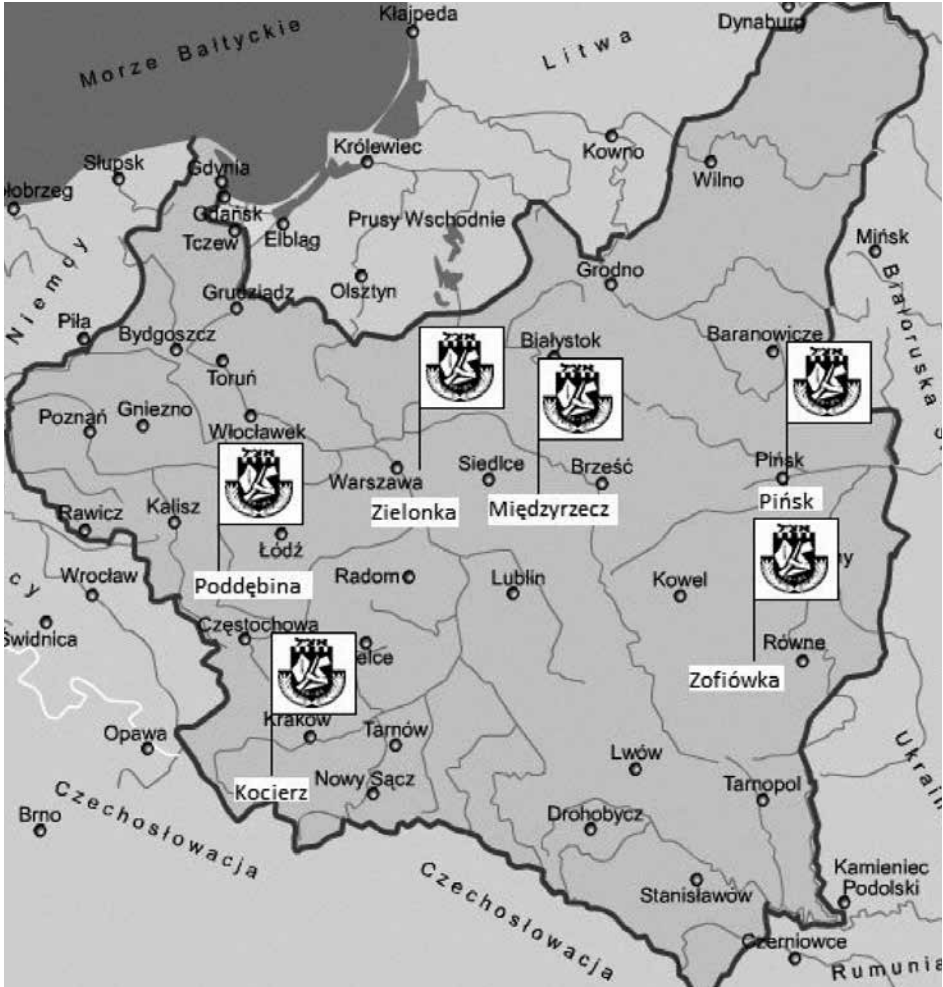 Kłajpeda
Dynaburg
Morze Bałtyckie
Litwa
Słupsk
Gdynia
Królewiec
Kowno
Wilno
Gdańsk
Tczew
Elbląg
Prusy Wschodnie
Mińsk
Niemcy
Grudziądz
Olsztyn
Grodno
Białoruska
Piła
Bydgoszcz
Toruń
Białystok
Baranowicze
Poznań
Gniezno
Włocławek
Warszawa
Siedlce
Brześć
Pińsk
Zielonka
Międzyrzecz
Pińsk
Rawicz
Kalisz
Łódź
Wrocław
Poddębina
Radom
Lublin
Kowel
Świdnica
Częstochowa
Równe
Zofiówka
Opawa
Kraków
Tarnów
Kocierz
Nowy Sącz
Lwów
Tarnopol
Brno
Czechosłowacja
Drohobycz
Czechosłowacja
Stanisławów
Kamieniec
Podolski
Czerniowce
Rumunia